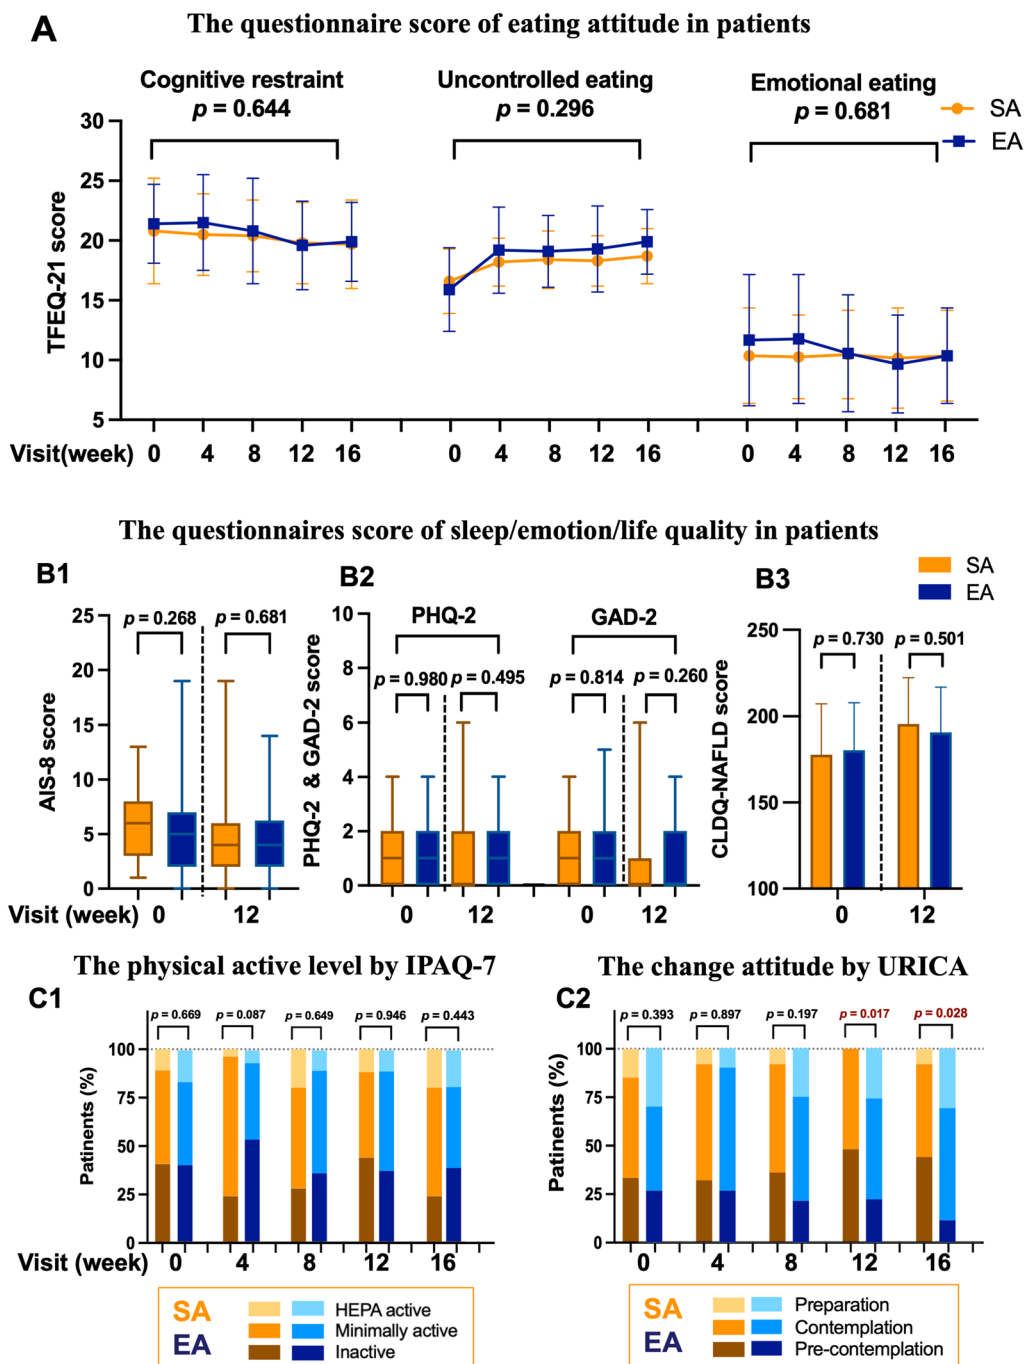 A
The questionnaire score of eating attitude in patients
Cognitive restraint
p = 0.644
Uncontrolled eating
p = 0.296
Emotional eating
p = 0.681
SA
EA
TFEQ-21 score
30
25
20
15
10
5
Visit(week) 0 4 8 12 16 0 4 8 12 16 0 4 8 12 16
The questionnaires score of sleep/emotion/life quality in patients
SA
EA
B1
AIS-8 score
25
20
15
10
5
0
p = 0.268
p = 0.681
Visit (week) 0 12
B2
PHQ-2 & GAD-2 score
10
8
6
4
2
0
PHQ-2
GAD-2
p = 0.980
p = 0.495
p = 0.814
p = 0.260
0 12 0 12
B3
CLDQ-NAFLD score
250
200
150
100
p = 0.730
p = 0.501
0 12
The physical active level by IPAQ-7
C1
p = 0.669 p = 0.087 p = 0.649 p = 0.946 p = 0.443
Patinents (%)
100
75
50
25
0
Visit (week) 0 4 8 12 16
SA
EA
HEPA active
Minimally active
Inactive
The change attitude by URICA
C2
p = 0.393 p = 0.897 p = 0.197 p = 0.017 p = 0.028
Patinents (%)
100
75
50
25
0
0 4 8 12 16
SA
EA
Preparation
Contemplation
Pre-contemplation